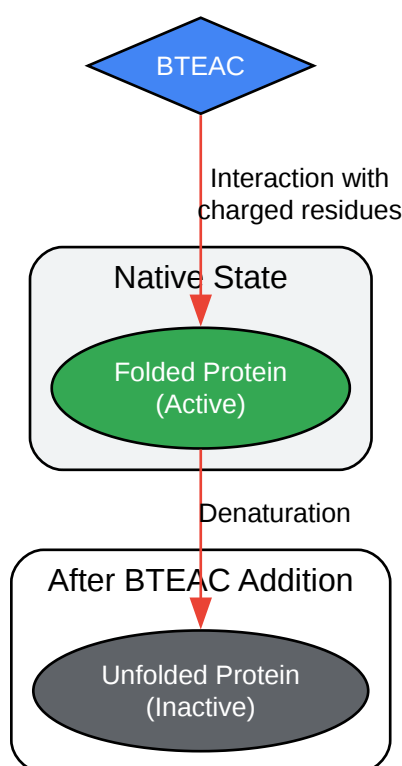 BTEAC
Interaction with
charged residues
Native State
Folded Protein
(Active)
Denaturation
After BTEAC Addition
Unfolded Protein
(Inactive)